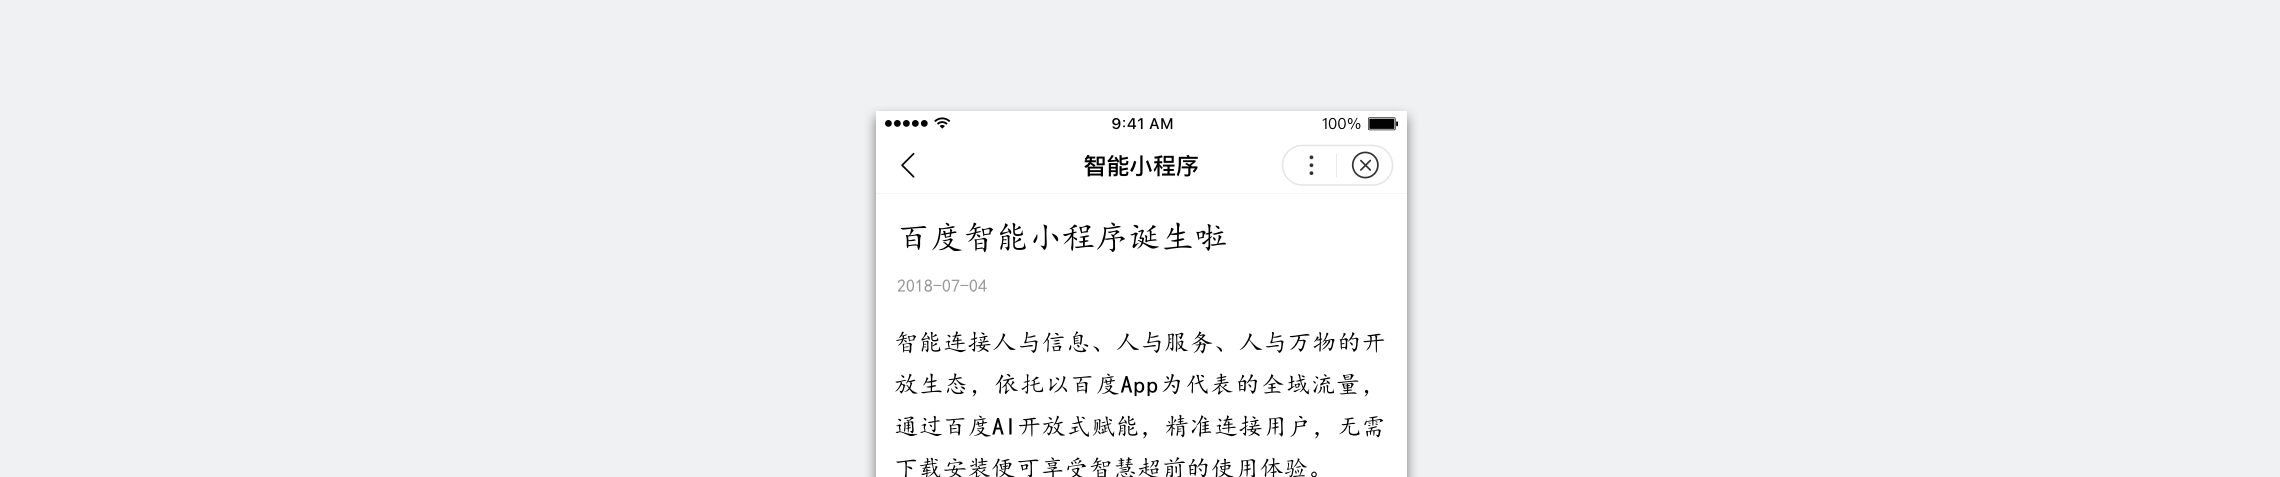 9:41 AM 100%
智能小程序
百度智能小程序诞生啦
2018-07-04
智能连接人与信息、人与服务、人与万物的开
放生态，依托以百度App为代表的全域流量，
通过百度AI开放式赋能，精准连接用户，无需
下载安装便可享受智慧超前的使用体验。